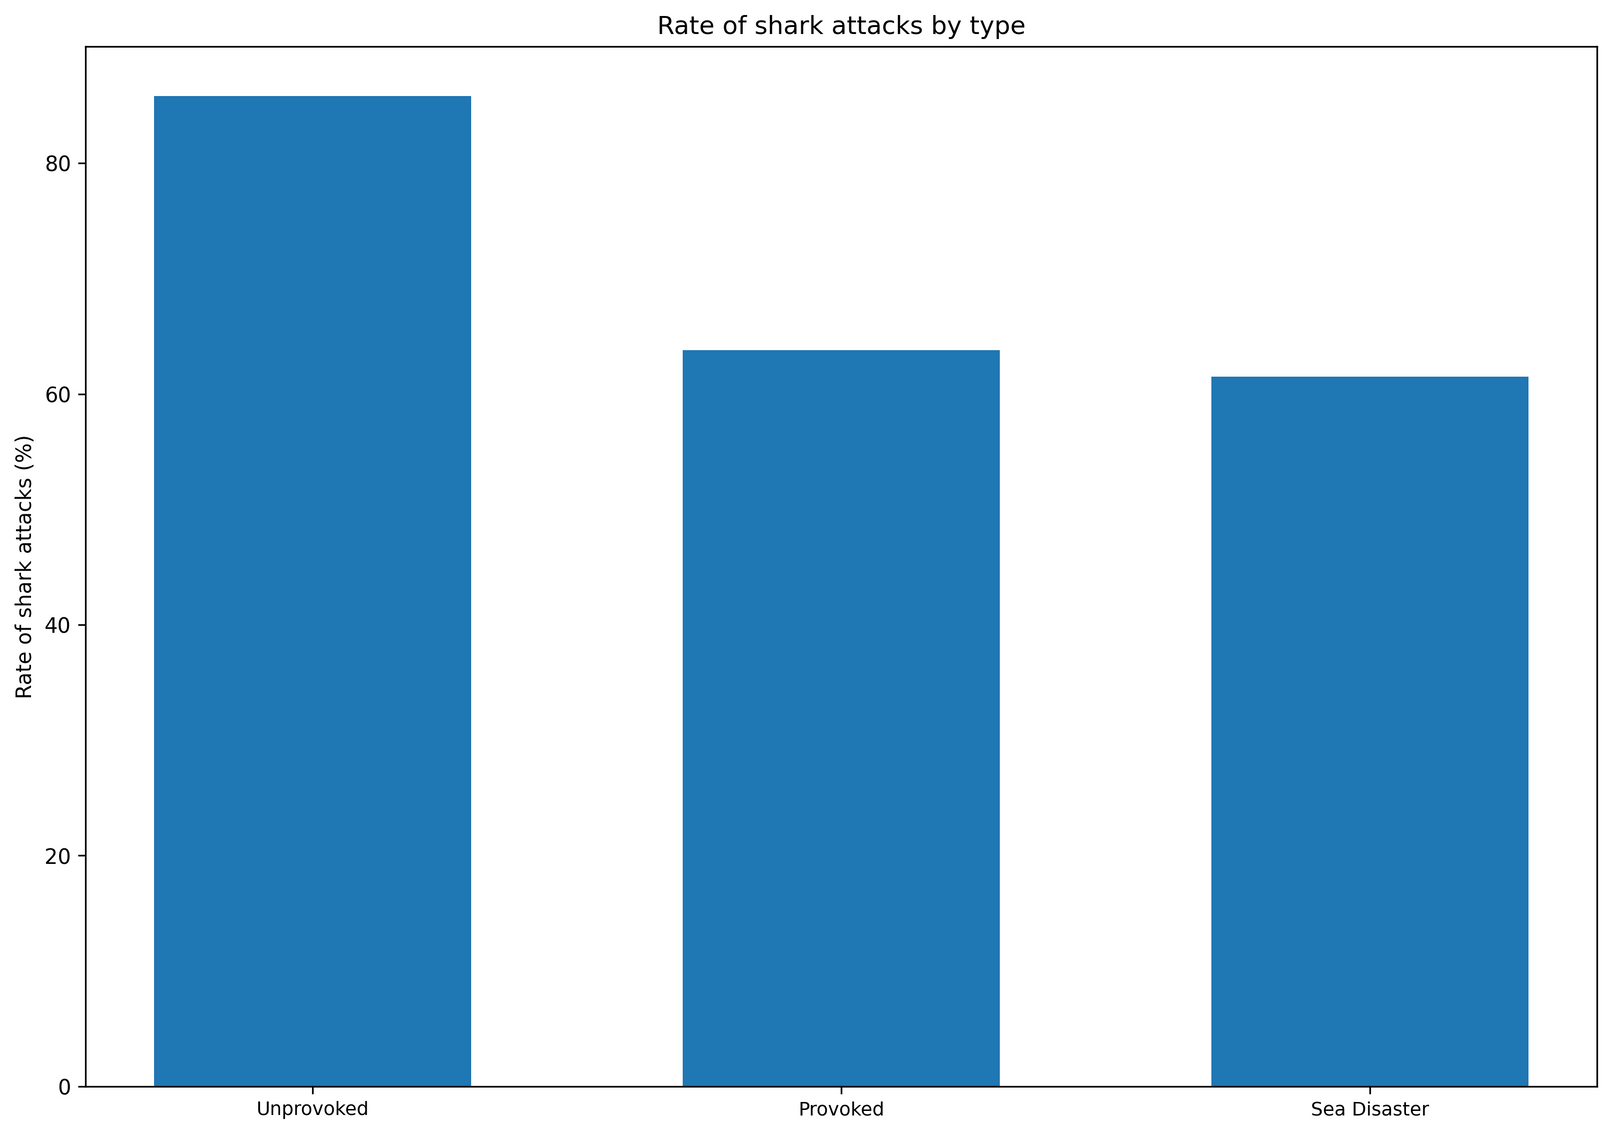 Rate of shark attacks by type
Rate of shark attacks (%)
80
60
40
20
0
Unprovoked
Provoked
Sea Disaster